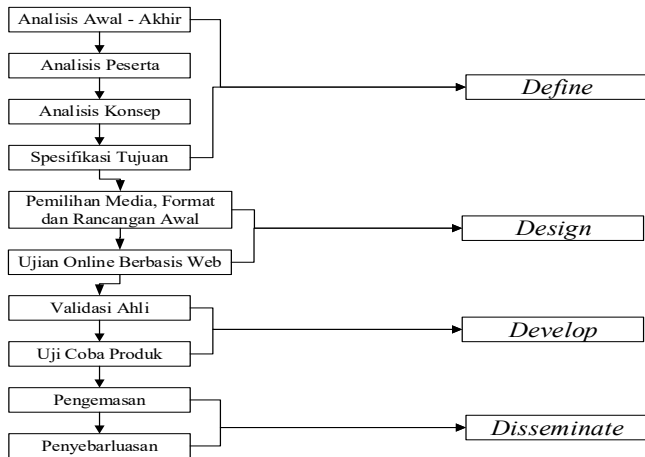 Analisis Awal - Akhir
Analisis Peserta
Analisis Konsep
Spesifikasi Tujuan
Define
Pemilihan Media, Format
dan Rancangan Awal
Ujian Online Berbasis Web
Design
Validasi Ahli
Uji Coba Produk
Develop
Pengemasan
Penyebarluasan
Disseminate